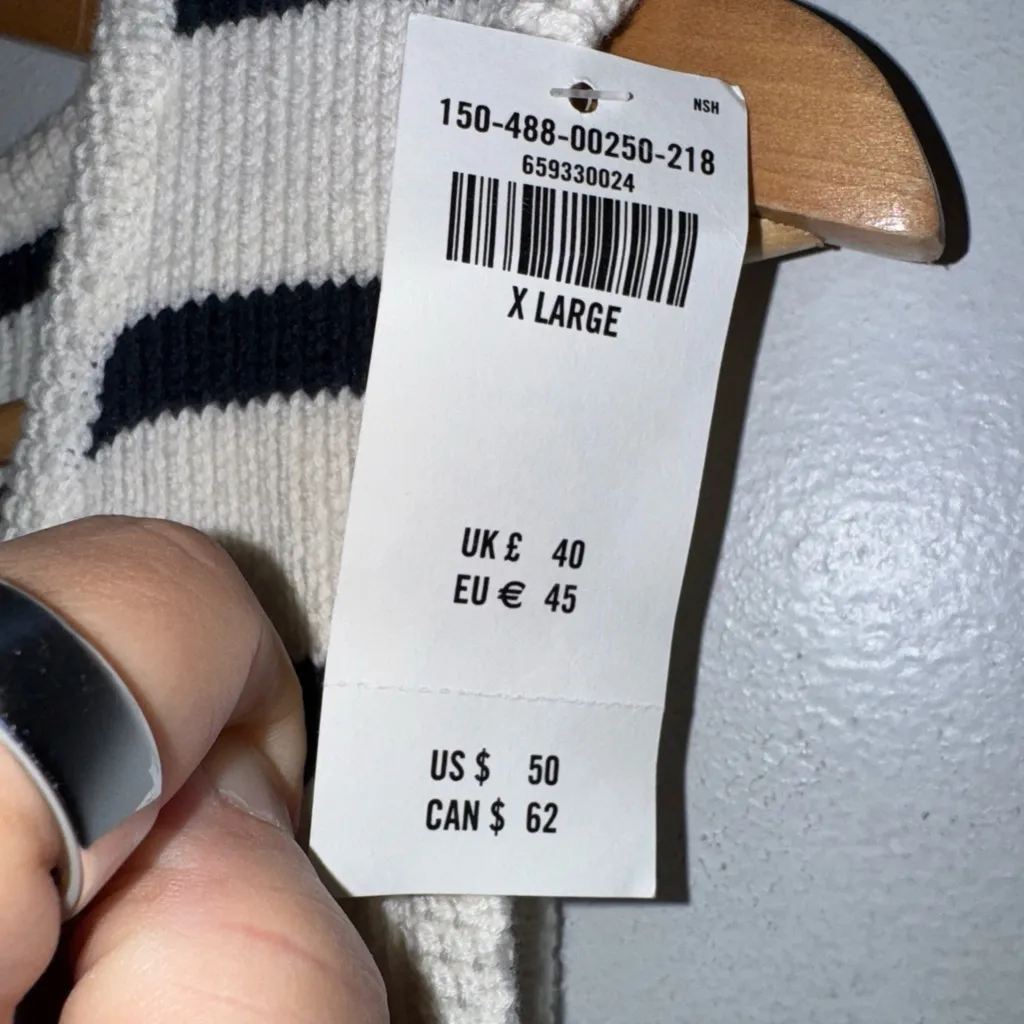 NSH
150-488-00250-218
659330024
X LARGE
UK £ 40
EU € 45
US $ 50
CAN $ 62